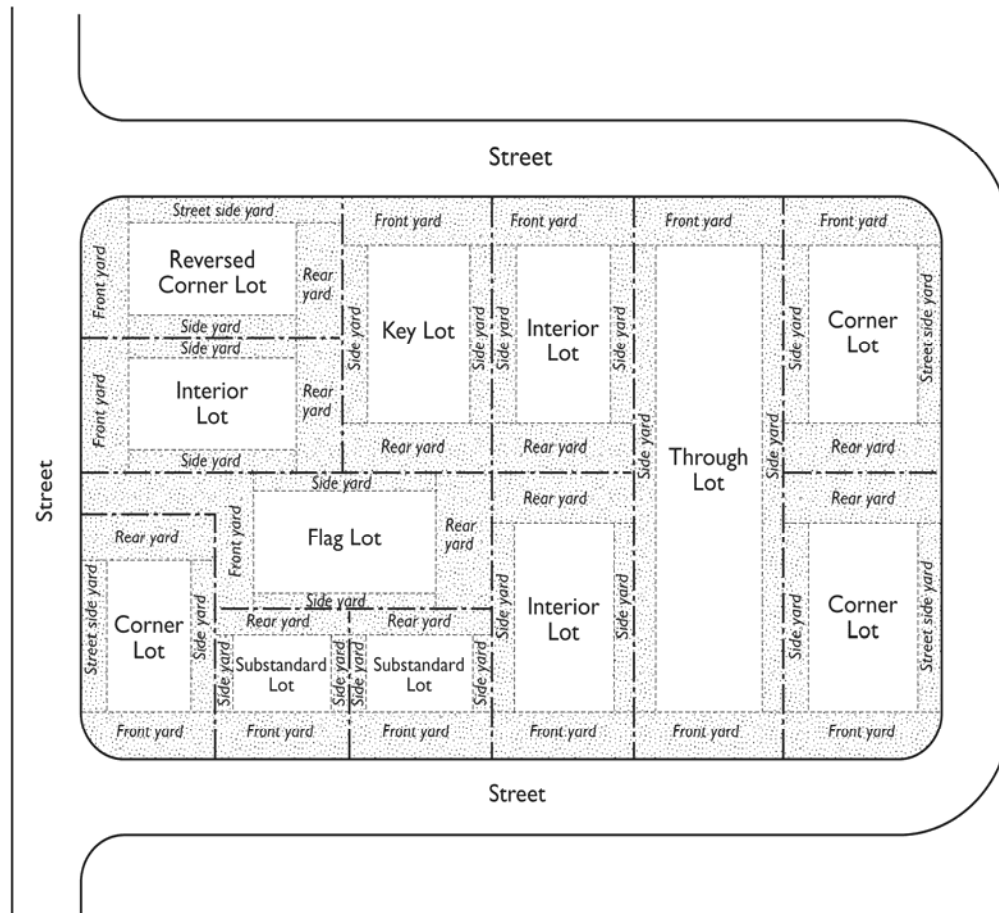 Street
Street side yard
Front yard
Reversed
Corner Lot
Rear
yard
Side yard
Front yard
Side yard
Key Lot
Side yard
Rear yard
Front yard
Side yard
Interior
Lot
Side yard
Rear yard
Front yard
Side yard
Through
Lot
Side yard
Front yard
Front yard
Side yard
Corner
Lot
Street side yard
Rear yard
Side yard
Front yard
Interior
Lot
Rear
yard
Side yard
Street
Side yard
Front yard
Flag Lot
Rear
yard
Side yard
Rear yard
Street side yard
Corner
Lot
Side yard
Front yard
Rear yard
Side yard
Substandard
Lot
Side yard
Front yard
Rear yard
Side yard
Substandard
Lot
Side yard
Front yard
Rear yard
Side yard
Interior
Lot
Side yard
Front yard
Rear yard
Side yard
Corner
Lot
Street side yard
Front yard
Street